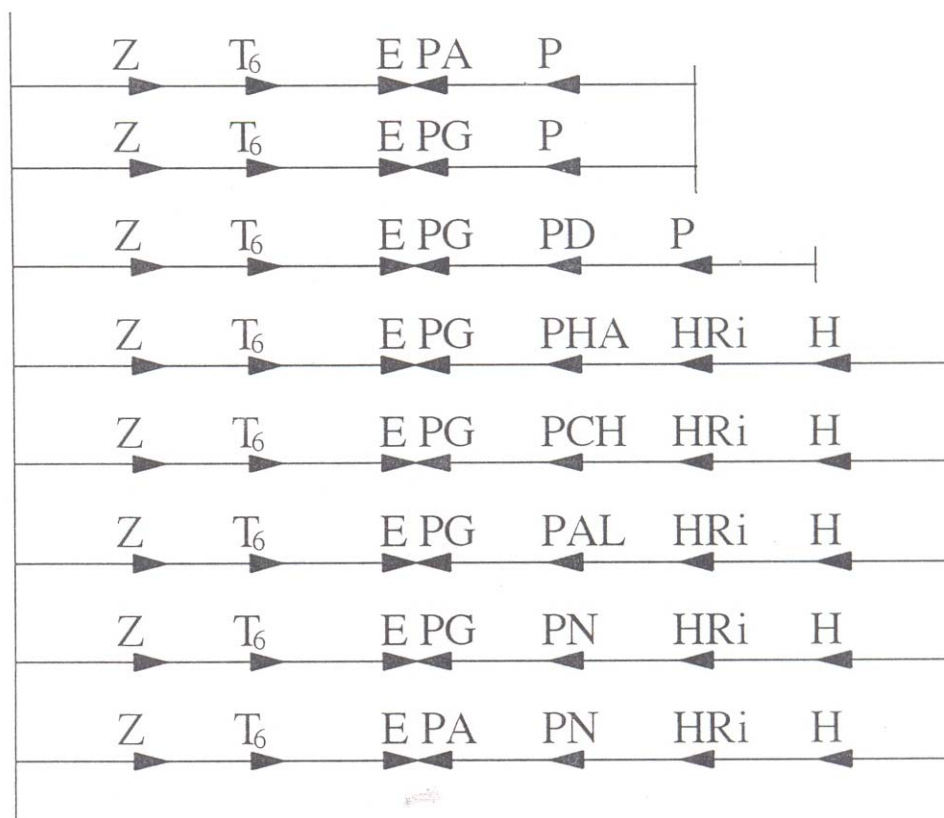 Z T₆ E PA P
Z T₆ E PG P
Z T₆ E PG PD P
Z T₆ E PG PHA HRi H
Z T₆ E PG PCH HRi H
Z T₆ E PG PAL HRi H
Z T₆ E PG PN HRi H
Z T₆ E PA PN HRi H